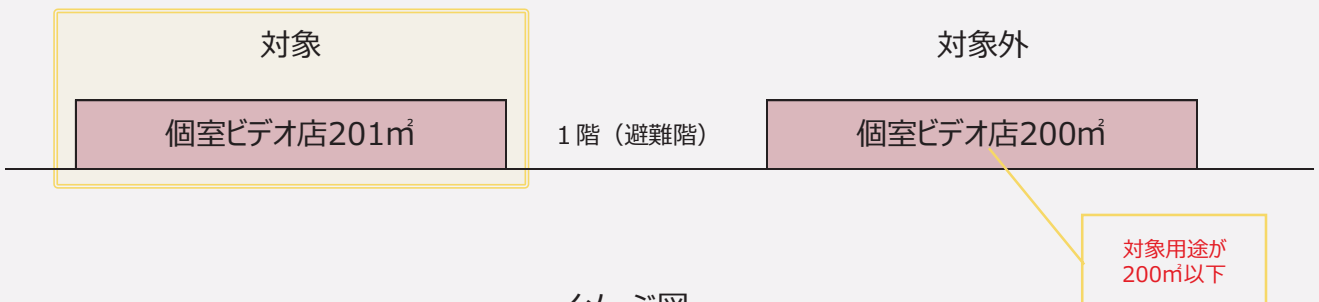 対象
対象外
個室ビデオ店201㎡
1階（避難階）
個室ビデオ店200㎡
対象用途が
200㎡以下